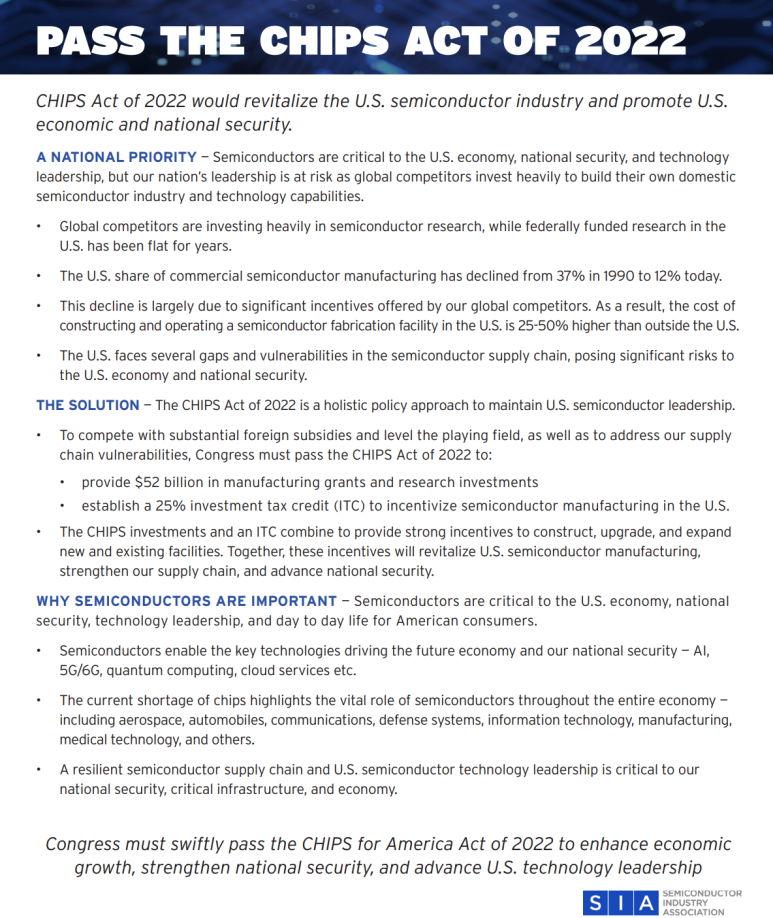 PASS THE CHIPS ACT OF 2022
CHIPS Act of 2022 would revitalize the U.S. semiconductor industry and promote U.S.
economic and national security.
A NATIONAL PRIORITY – Semiconductors are critical to the U.S. economy, national security, and technology
leadership, but our nation's leadership is at risk as global competitors invest heavily to build their own domestic
semiconductor industry and technology capabilities.
• Global competitors are investing heavily in semiconductor research, while federally funded research in the
U.S. has been flat for years.
• The U.S. share of commercial semiconductor manufacturing has declined from 37% in 1990 to 12% today.
• This decline is largely due to significant incentives offered by our global competitors. As a result, the cost of
constructing and operating a semiconductor fabrication facility in the U.S. is 25-50% higher than outside the U.S.
• The U.S. faces several gaps and vulnerabilities in the semiconductor supply chain, posing significant risks to
the U.S. economy and national security.
THE SOLUTION – The CHIPS Act of 2022 is a holistic policy approach to maintain U.S. semiconductor leadership.
• To compete with substantial foreign subsidies and level the playing field, as well as to address our supply
chain vulnerabilities, Congress must pass the CHIPS Act of 2022 to:
• provide $52 billion in manufacturing grants and research investments
• establish a 25% investment tax credit (ITC) to incentivize semiconductor manufacturing in the U.S.
• The CHIPS investments and an ITC combine to provide strong incentives to construct, upgrade, and expand
new and existing facilities. Together, these incentives will revitalize U.S. semiconductor manufacturing,
strengthen our supply chain, and advance national security.
WHY SEMICONDUCTORS ARE IMPORTANT – Semiconductors are critical to the U.S. economy, national
security, technology leadership, and day to day life for American consumers.
• Semiconductors enable the key technologies driving the future economy and our national security – AI,
5G/6G, quantum computing, cloud services etc.
• The current shortage of chips highlights the vital role of semiconductors throughout the entire economy –
including aerospace, automobiles, communications, defense systems, information technology, manufacturing,
medical technology, and others.
• A resilient semiconductor supply chain and U.S. semiconductor technology leadership is critical to our
national security, critical infrastructure, and economy.
Congress must swiftly pass the CHIPS for America Act of 2022 to enhance economic
growth, strengthen national security, and advance U.S. technology leadership
SIA
SEMICONDUCTOR
INDUSTRY
ASSOCIATION